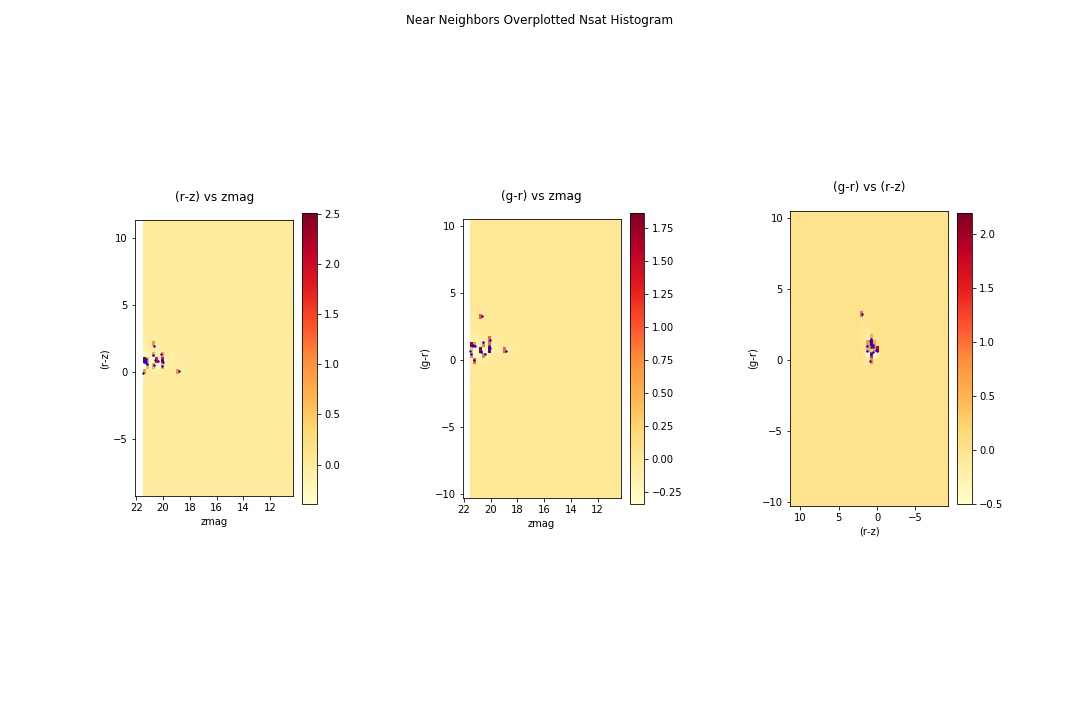 Near Neighbors Overplotted Nsat Histogram
(r-z) vs zmag
10
5
0
−5
22 20 18 16 14 12
zmag
(r-z)
2.5
2.0
1.5
1.0
0.5
0.0
(g-r) vs zmag
10
5
0
−5
−10
22 20 18 16 14 12
zmag
(g-r)
1.75
1.50
1.25
1.00
0.75
0.50
0.25
0.00
−0.25
(g-r) vs (r-z)
10
5
0
−5
−10
10 5 0 −5
(r-z)
(g-r)
2.0
1.5
1.0
0.5
0.0
−0.5